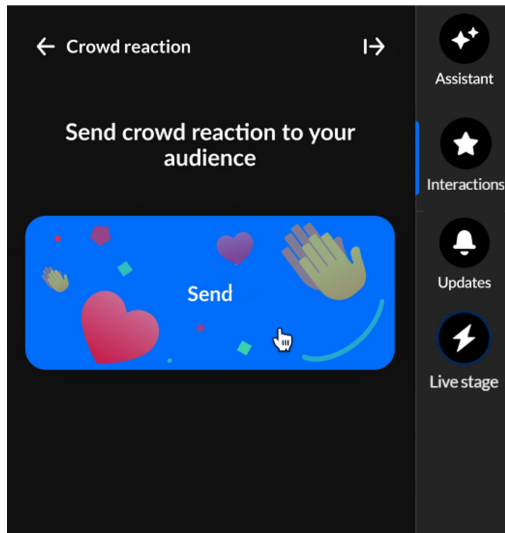 Crowd reaction
Send crowd reaction to your
audience
Send
Assistant
Interactions
Updates
Live stage